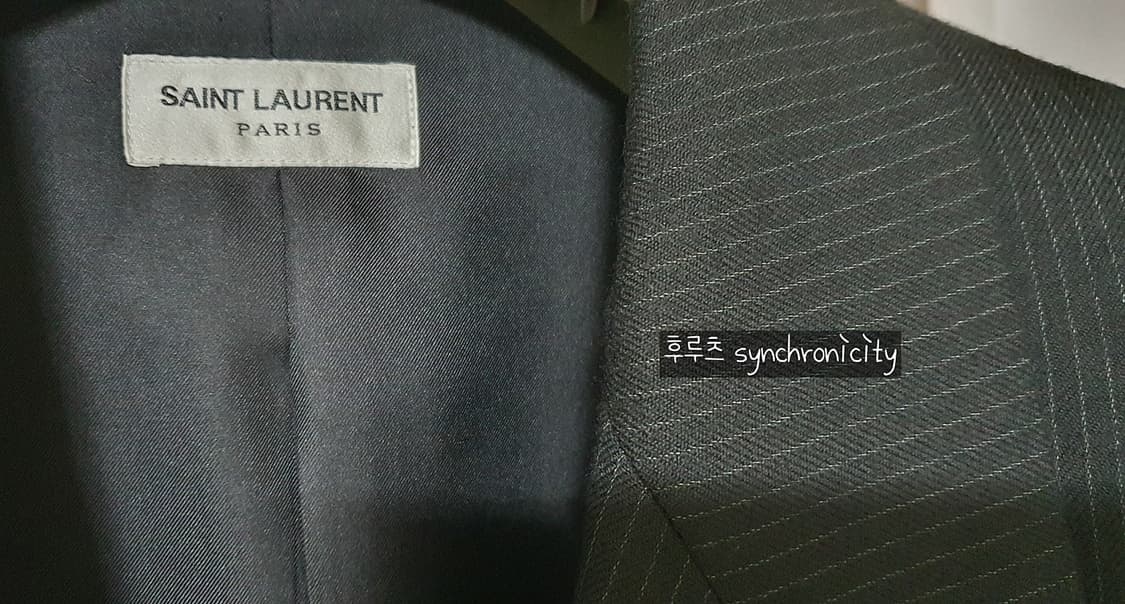 SAINT LAURENT
PARIS
후루츠 synchronicity